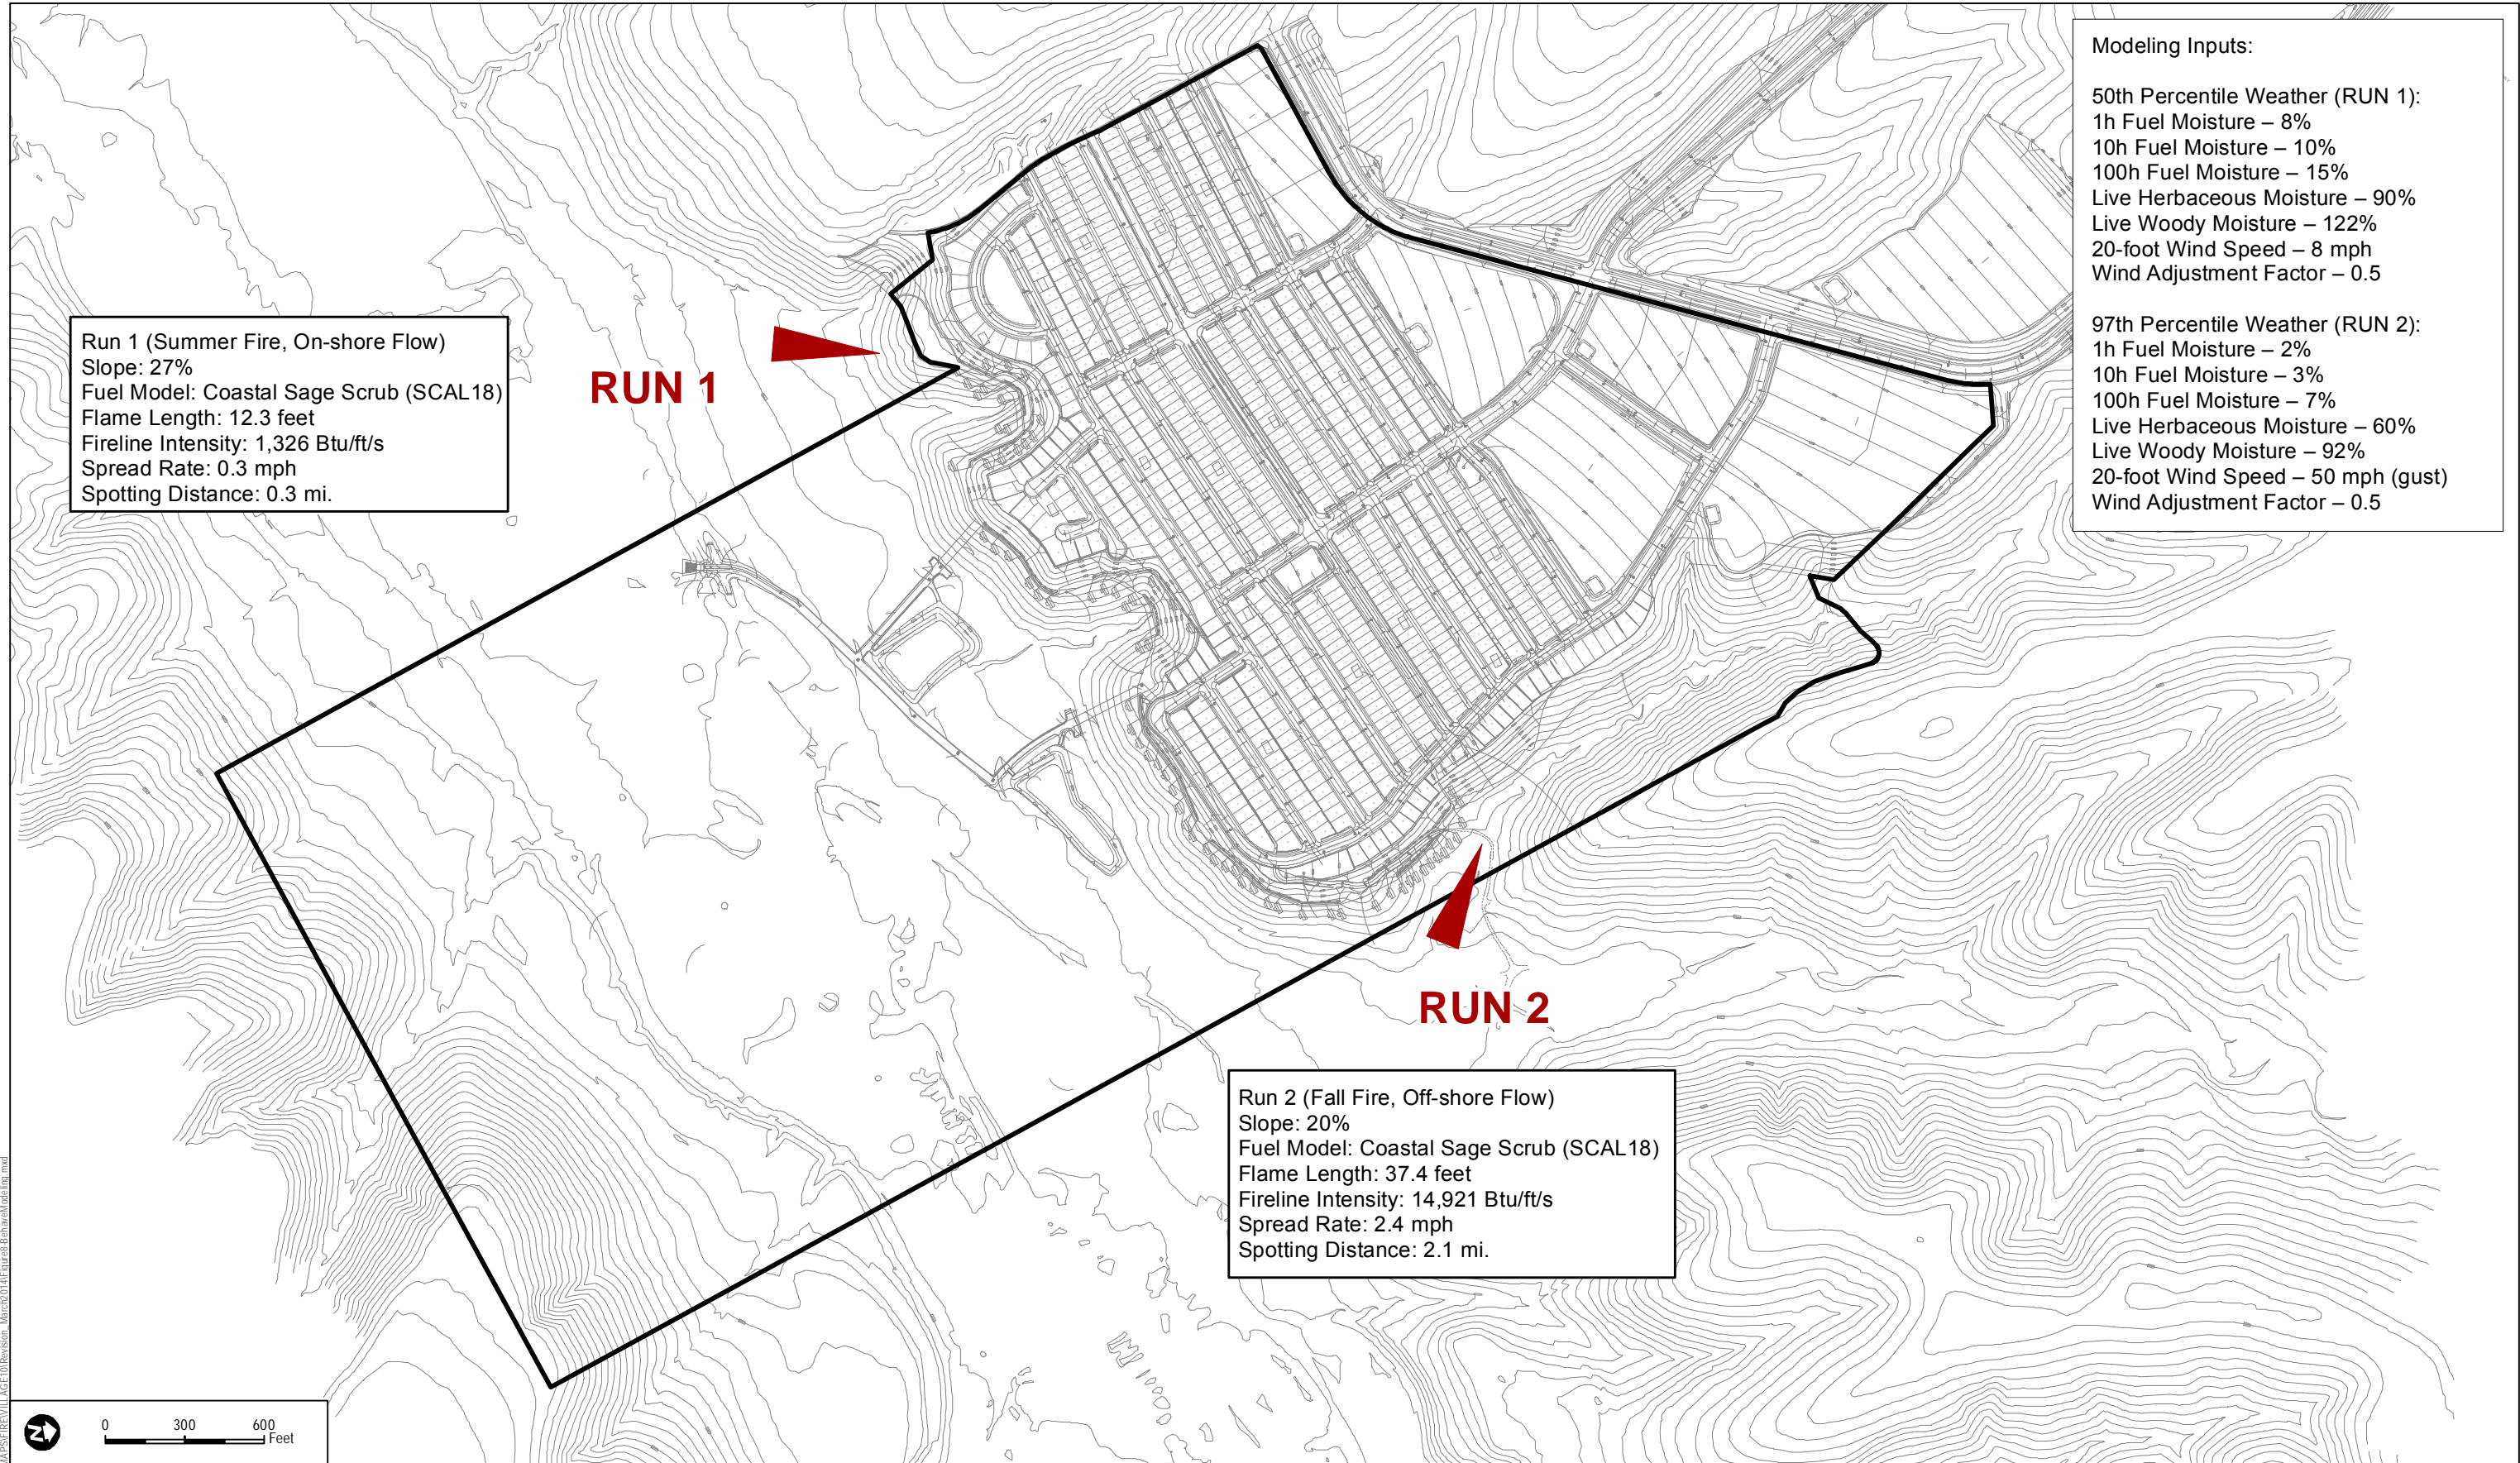 Modeling Inputs:
50th Percentile Weather (RUN 1):
1h Fuel Moisture – 8%
10h Fuel Moisture – 10%
100h Fuel Moisture – 15%
Live Herbaceous Moisture – 90%
Live Woody Moisture – 122%
20-foot Wind Speed – 8 mph
Wind Adjustment Factor – 0.5
97th Percentile Weather (RUN 2):
1h Fuel Moisture – 2%
10h Fuel Moisture – 3%
100h Fuel Moisture – 7%
Live Herbaceous Moisture – 60%
Live Woody Moisture – 92%
20-foot Wind Speed – 50 mph (gust)
Wind Adjustment Factor – 0.5
Run 1 (Summer Fire, On-shore Flow)
Slope: 27%
Fuel Model: Coastal Sage Scrub (SCAL18)
Flame Length: 12.3 feet
Fireline Intensity: 1,326 Btu/ft/s
Spread Rate: 0.3 mph
Spotting Distance: 0.3 mi.
RUN 1
RUN 2
Run 2 (Fall Fire, Off-shore Flow)
Slope: 20%
Fuel Model: Coastal Sage Scrub (SCAL18)
Flame Length: 37.4 feet
Fireline Intensity: 14,921 Btu/ft/s
Spread Rate: 2.4 mph
Spotting Distance: 2.1 mi.
N
0 300 600
Feet
MAPS\FIRE\VILLAGE10\Revision_March2014\Figure8-BehaveModeling.mxd